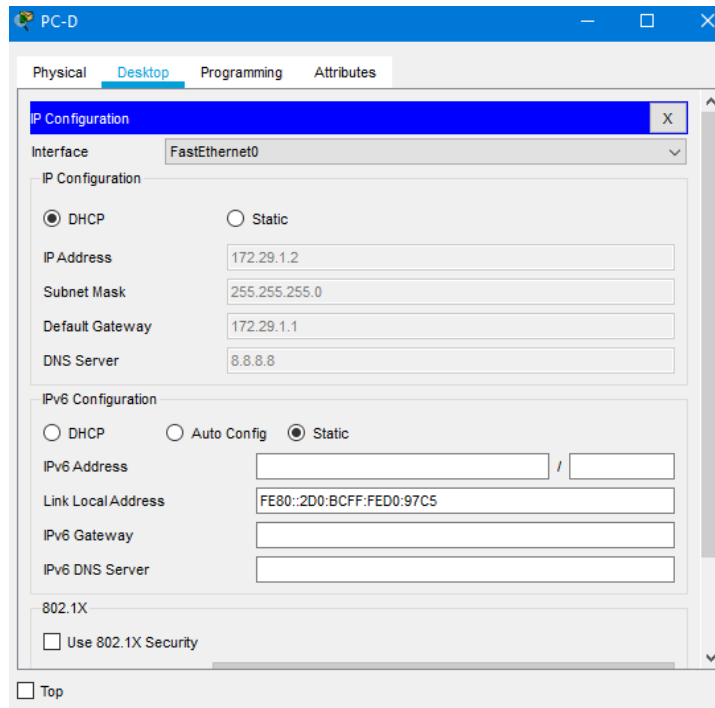 PC-D
Physical Desktop Programming Attributes
IP Configuration X
Interface FastEthernet0
IP Configuration
DHCP Static
IP Address 172.29.1.2
Subnet Mask 255.255.255.0
Default Gateway 172.29.1.1
DNS Server 8.8.8.8
IPv6 Configuration
DHCP Auto Config Static
IPv6 Address /
Link Local Address FE80::2D0:BCFF:FED0:97C5
IPv6 Gateway
IPv6 DNS Server
802.1X
Use 802.1X Security
Top